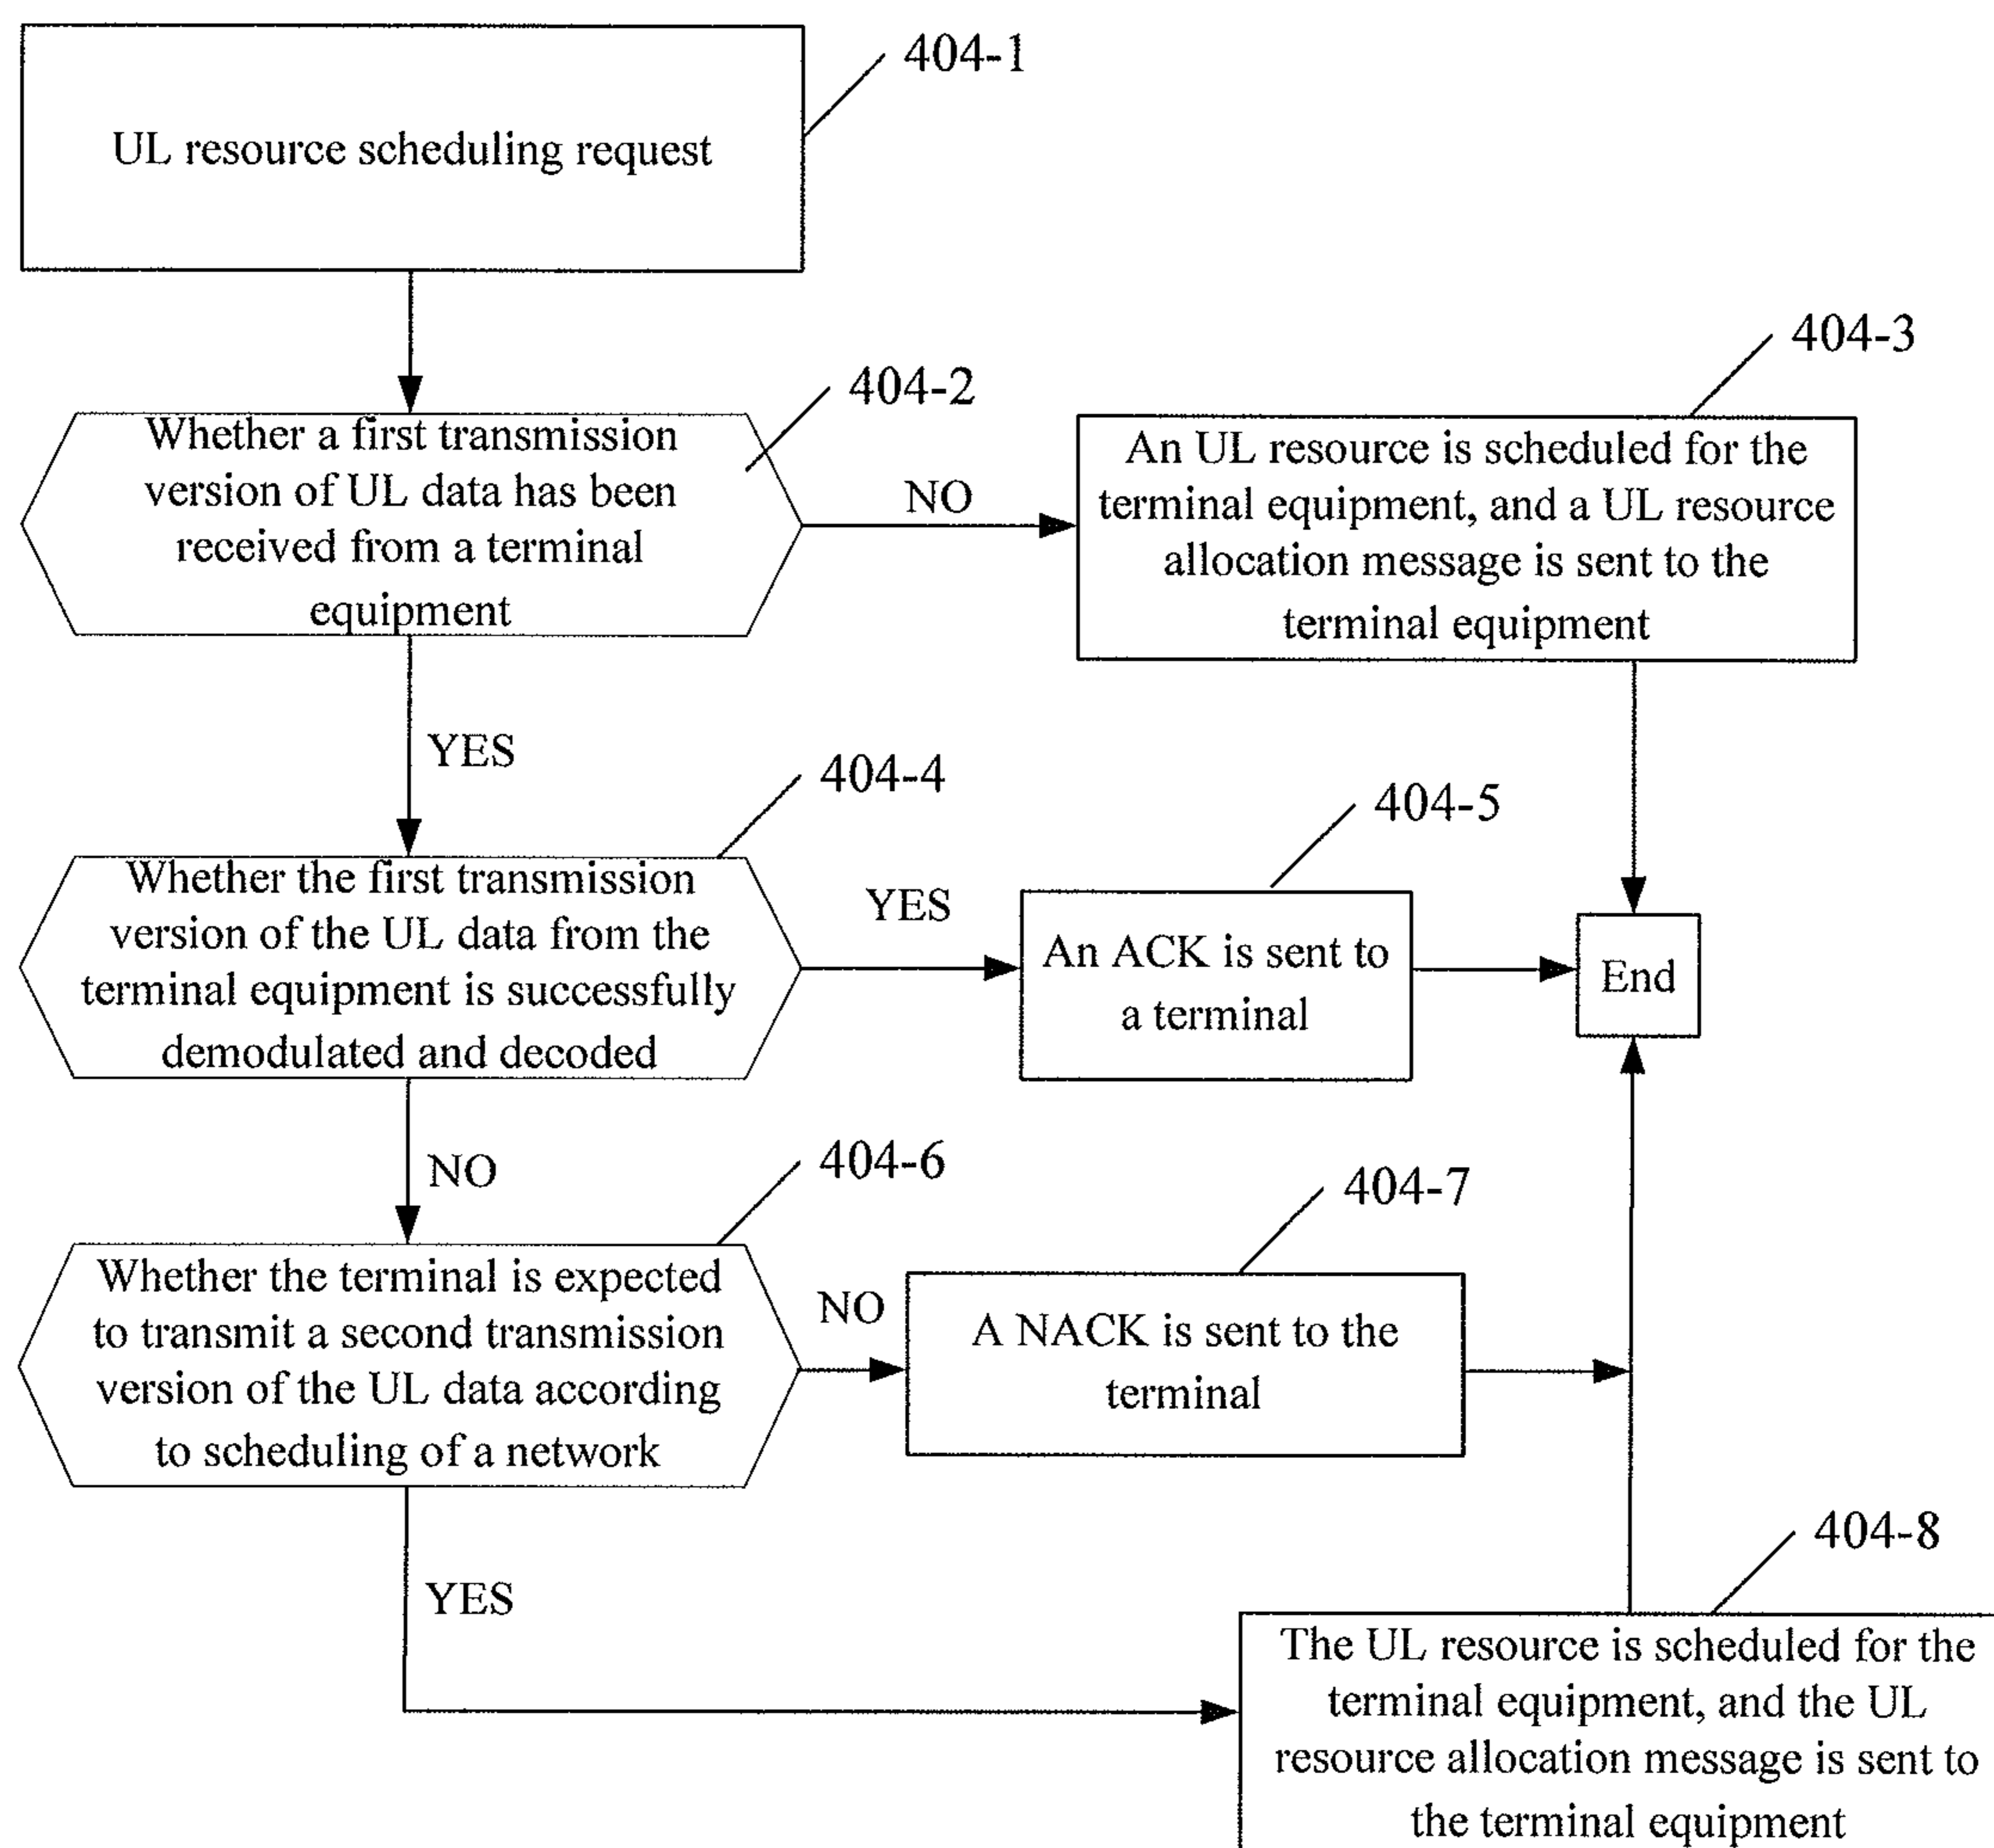 404-1
UL resource scheduling request
404-2
Whether a first transmission
version of UL data has been
received from a terminal
equipment
NO
404-3
An UL resource is scheduled for the
terminal equipment, and a UL resource
allocation message is sent to the
terminal equipment
YES
404-4
Whether the first transmission
version of the UL data from the
terminal equipment is successfully
demodulated and decoded
YES
404-5
An ACK is sent to
a terminal
End
NO
404-6
Whether the terminal is expected
to transmit a second transmission
version of the UL data according
to scheduling of a network
NO
404-7
A NACK is sent to the
terminal
YES
404-8
The UL resource is scheduled for the
terminal equipment, and the UL
resource allocation message is sent to
the terminal equipment